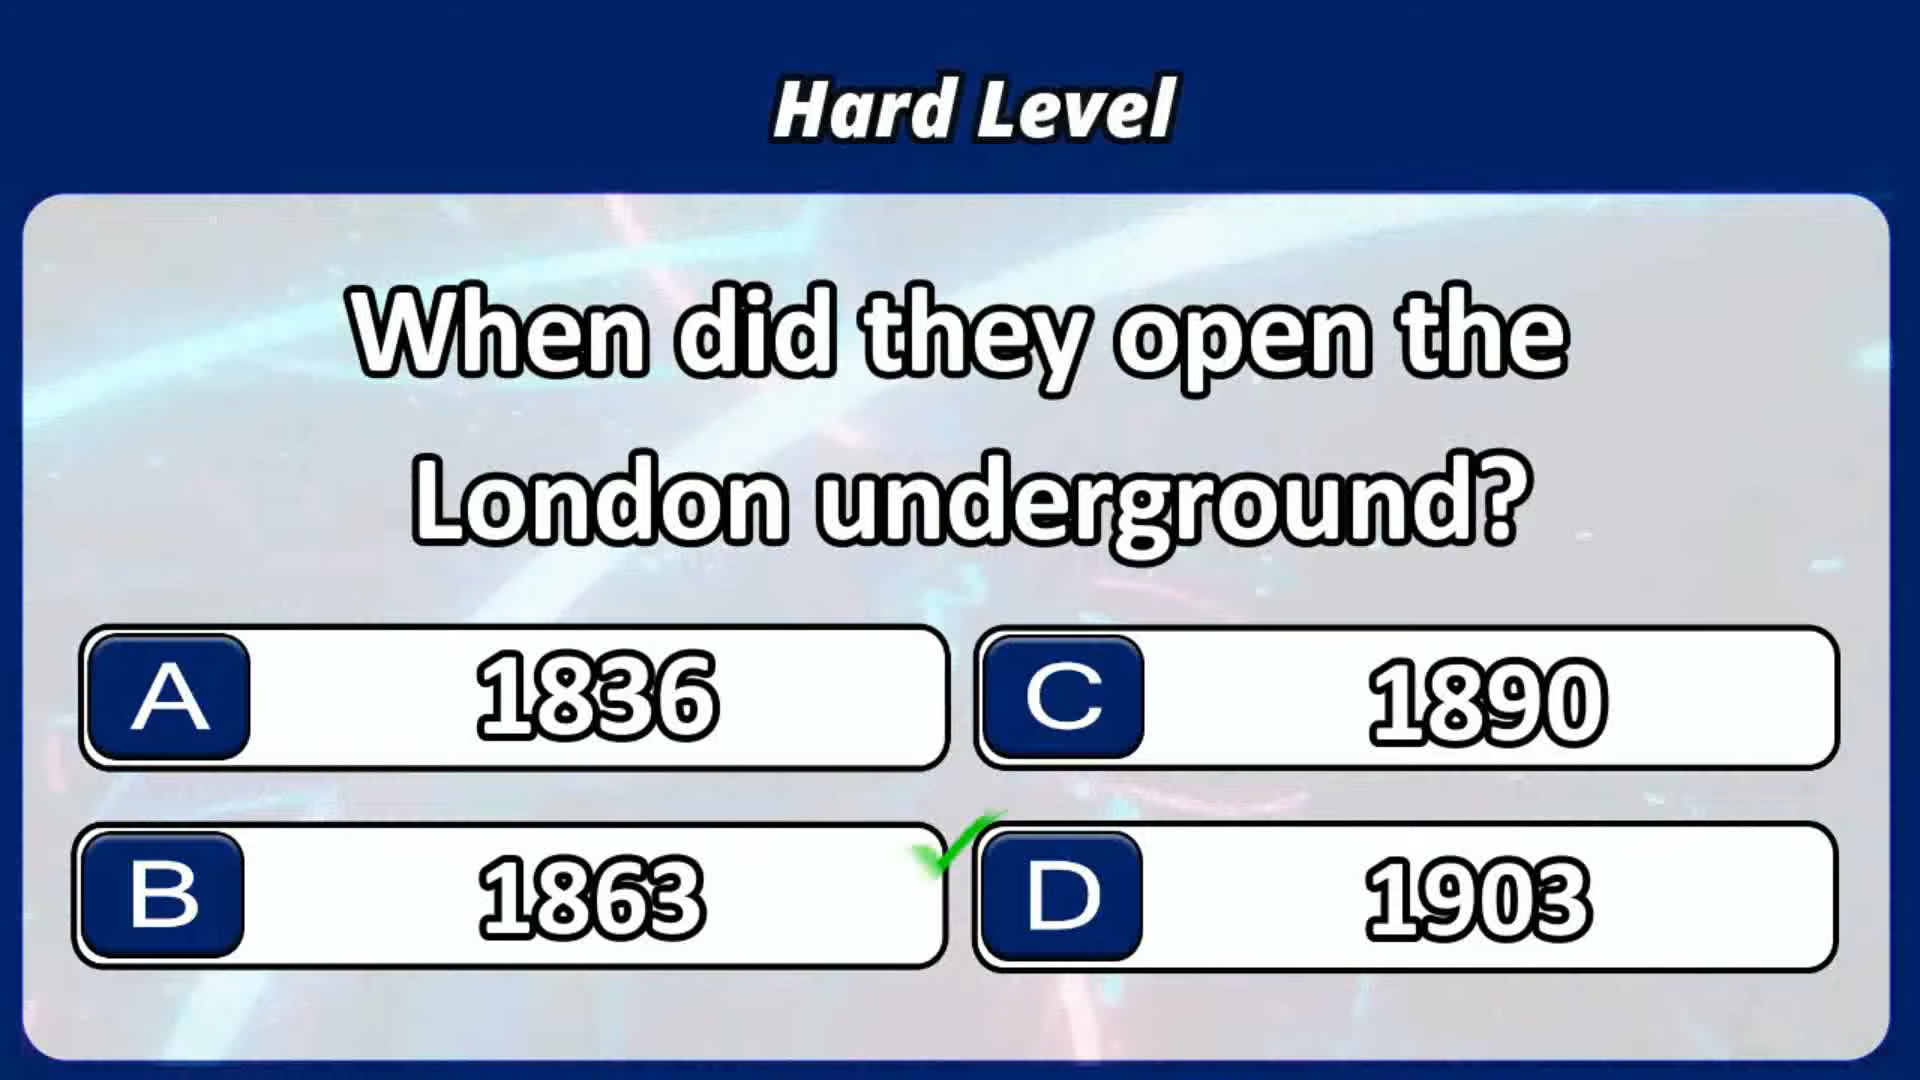 Hard Level
When did they open the
London underground?
A 1836
C 1890
B 1863
D 1903